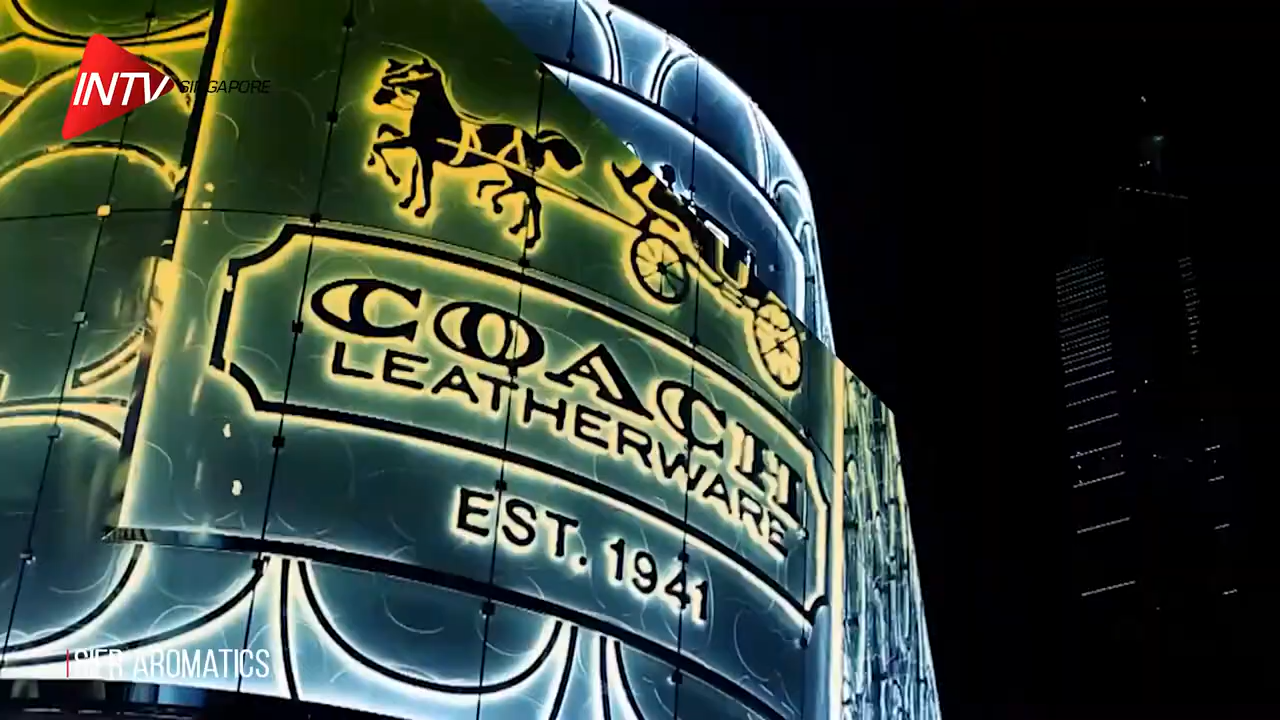 INTV SINGAPORE
COACH
LEATHERWARE
EST. 1941
SIER AROMATICS